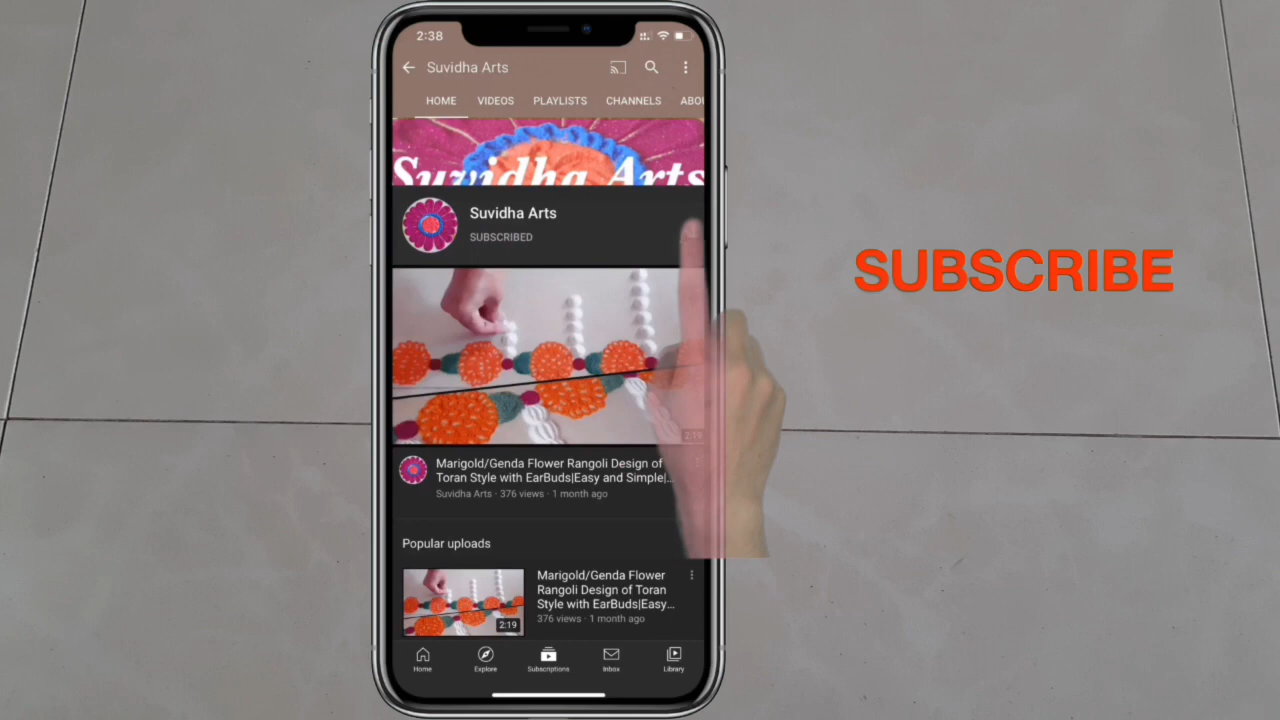 2:38
Suvidha Arts
HOME VIDEOS PLAYLISTS CHANNELS ABOU
Suvidha Arts
Suvidha Arts
SUBSCRIBED
SUBSCRIBE
2:19
Marigold/Genda Flower Rangoli Design of
Toran Style with EarBuds|Easy and Simple|...
Suvidha Arts · 376 views · 1 month ago
Popular uploads
Marigold/Genda Flower
Rangoli Design of Toran
Style with EarBuds|Easy...
376 views · 1 month ago
2:19
Home Explore Subscriptions Inbox Library